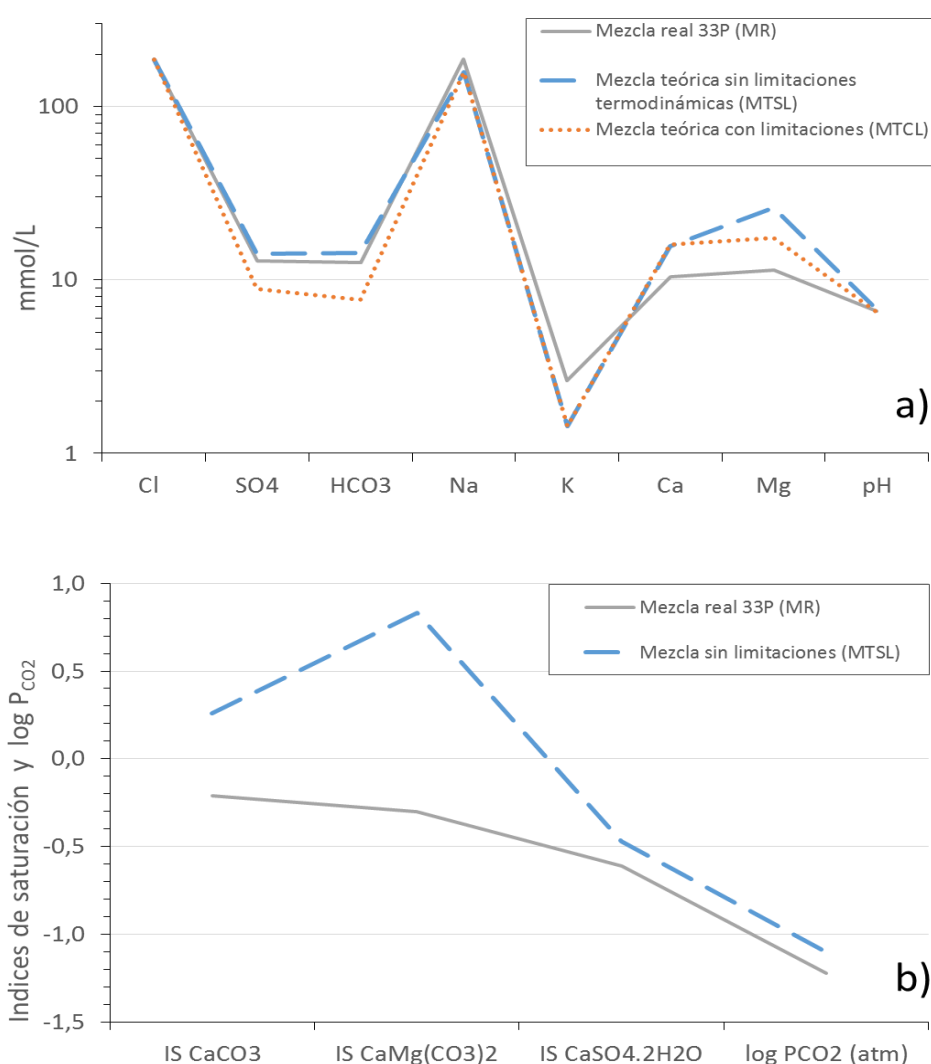 Mezcla real 33P (MR)
Mezcla teórica sin limitaciones
termodinámicas (MTSL)
Mezcla teórica con limitaciones (MTCL)
mmol/L
100
10
1
Cl SO4 HCO3 Na K Ca Mg pH
a)
Mezcla real 33P (MR)
Mezcla sin limitaciones (MTSL)
Indices de saturación y log PCO2
1,0
0,5
0,0
-0,5
-1,0
-1,5
IS CaCO3 IS CaMg(CO3)2 IS CaSO4.2H2O log PCO2 (atm)
b)